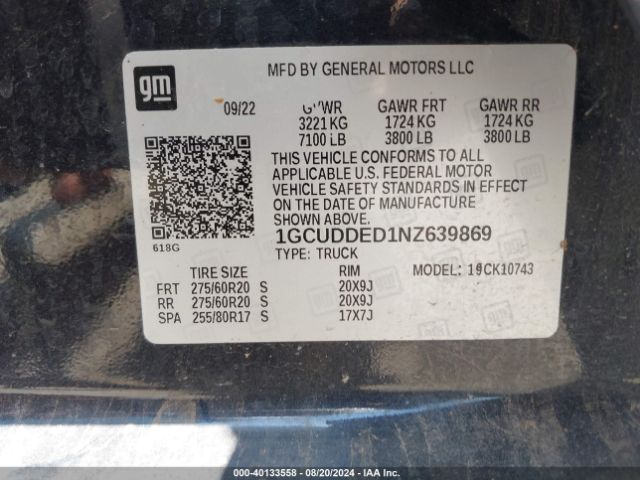 gm
MFD BY GENERAL MOTORS LLC
09/22 GVWR GAWR FRT GAWR RR
3221 KG 1724 KG 1724 KG
7100 LB 3800 LB 3800 LB
THIS VEHICLE CONFORMS TO ALL
APPLICABLE U.S. FEDERAL MOTOR
VEHICLE SAFETY STANDARDS IN EFFECT
ON THE DATE OF MANUFACTURE
SHOWN ABOVE.
618G
1GCUDDED1NZ639869
TYPE: TRUCK
MODEL: 19CK10743
TIRE SIZE RIM
FRT 275/60R20 S 20X9J
RR 275/60R20 S 20X9J
SPA 255/80R17 S 17X7J
000-40133558 — 08/20/2024 — IAA Inc.